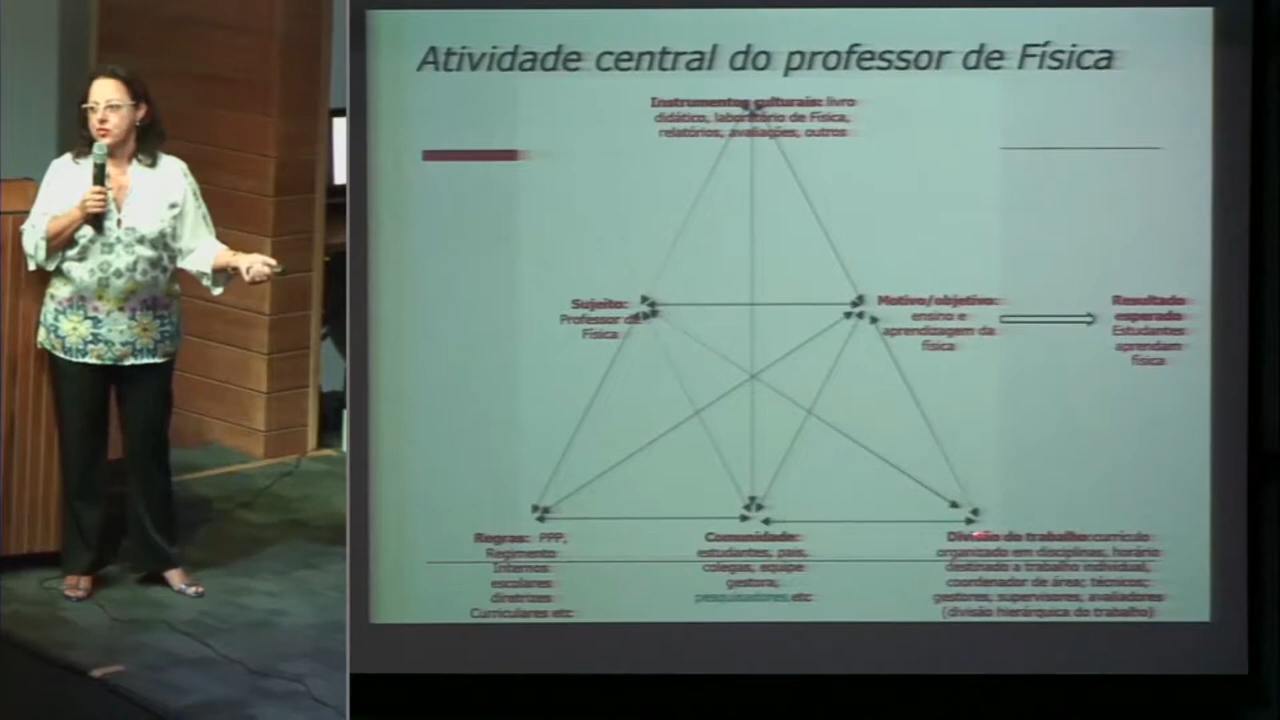 Atividade central do professor de Física
Instrumentos culturais: livro
didático, laboratório de Física,
relatórios, avaliações, outros
Sujeito:
Professor de
Física
Motivo/objetivo:
ensino e
aprendizagem da
física
Resultado
esperado
Estudantes
aprendam
física
Regras: PPP,
Regimento
Internos
escolares
diretrizes
Curriculares etc
Comunidade:
estudantes, pais,
colegas, equipe
gestora,
pesquisadores, etc
Divisão do trabalho: currículo
organizado em disciplinas, horário
destinado a trabalho individual,
coordenador de área; técnicos;
gestores, supervisores, avaliadores
(divisão hierárquica do trabalho)